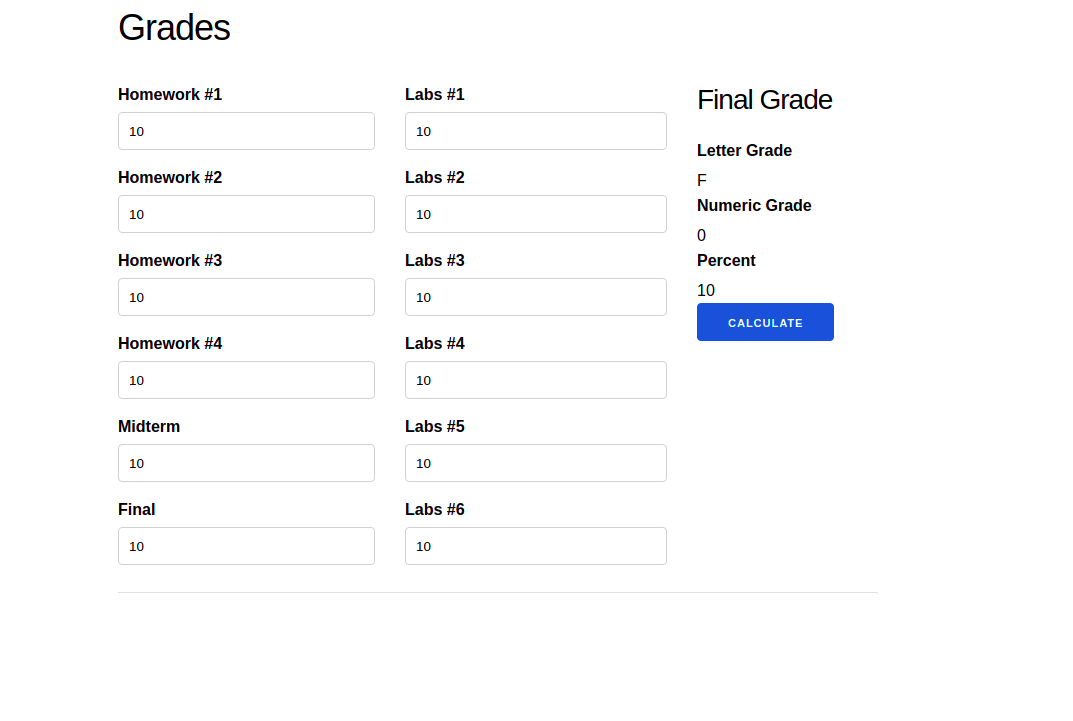 Grades
Homework #1
10
Homework #2
10
Homework #3
10
Homework #4
10
Midterm
10
Final
10
Labs #1
10
Labs #2
10
Labs #3
10
Labs #4
10
Labs #5
10
Labs #6
10
Final Grade
Letter Grade
F
Numeric Grade
0
Percent
10
CALCULATE